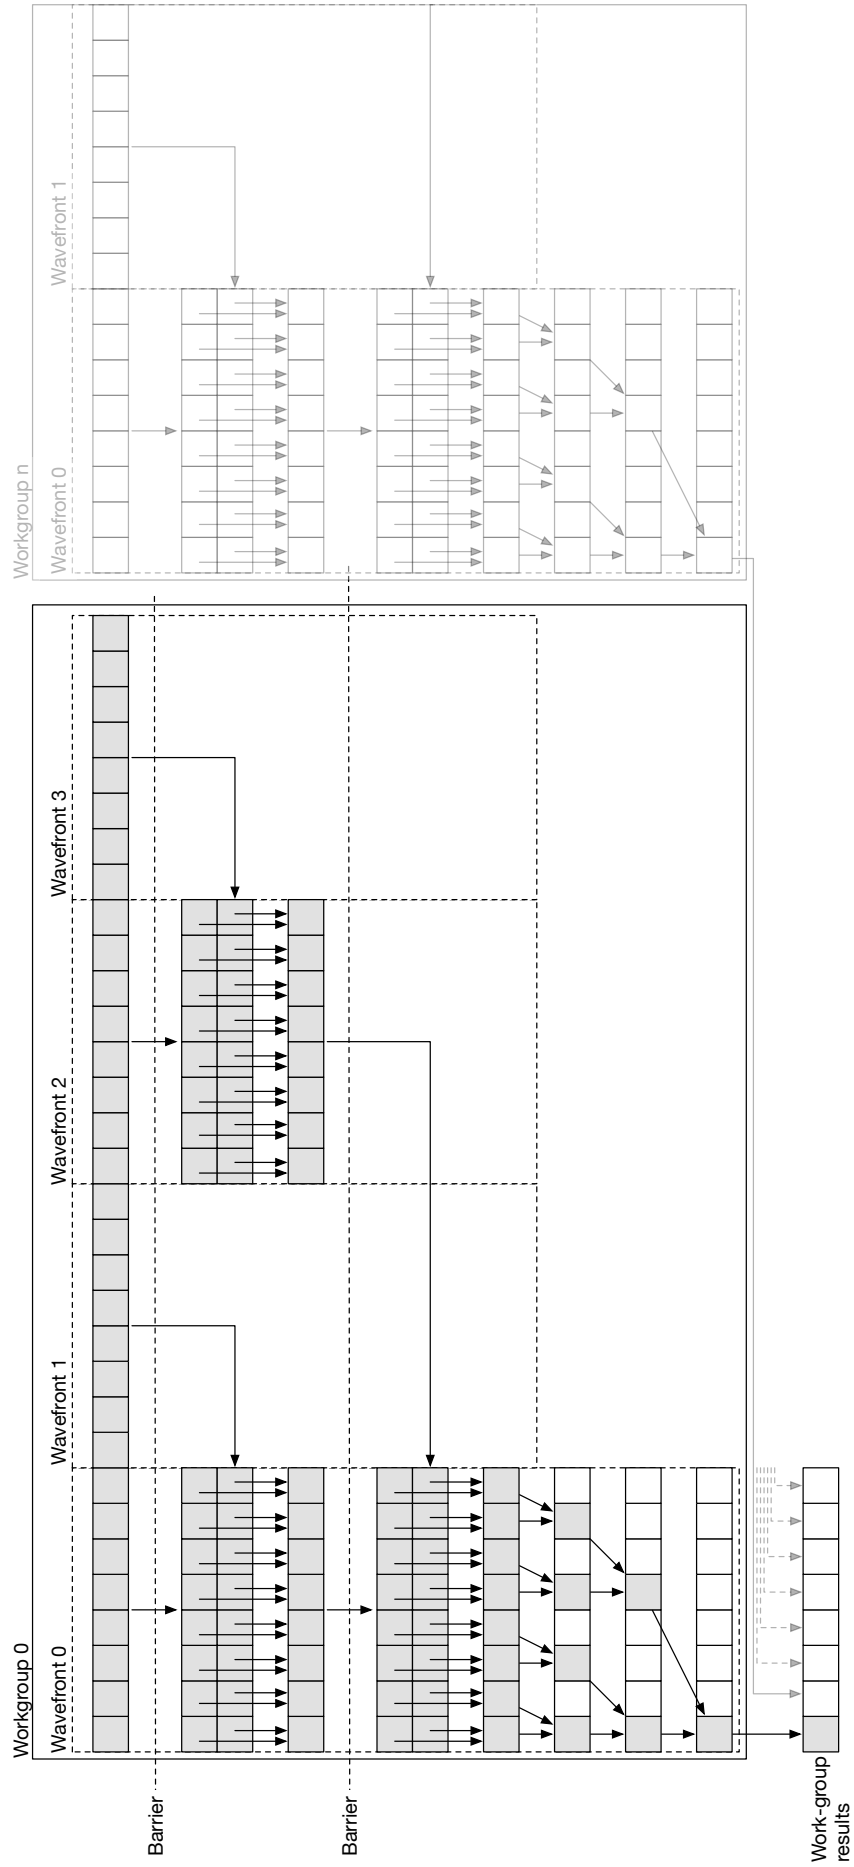 Workgroup 0
Wavefront 0
Wavefront 1
Wavefront 2
Wavefront 3
Workgroup n
Wavefront 0
Wavefront 1
Barrier
Barrier
Work-group
results